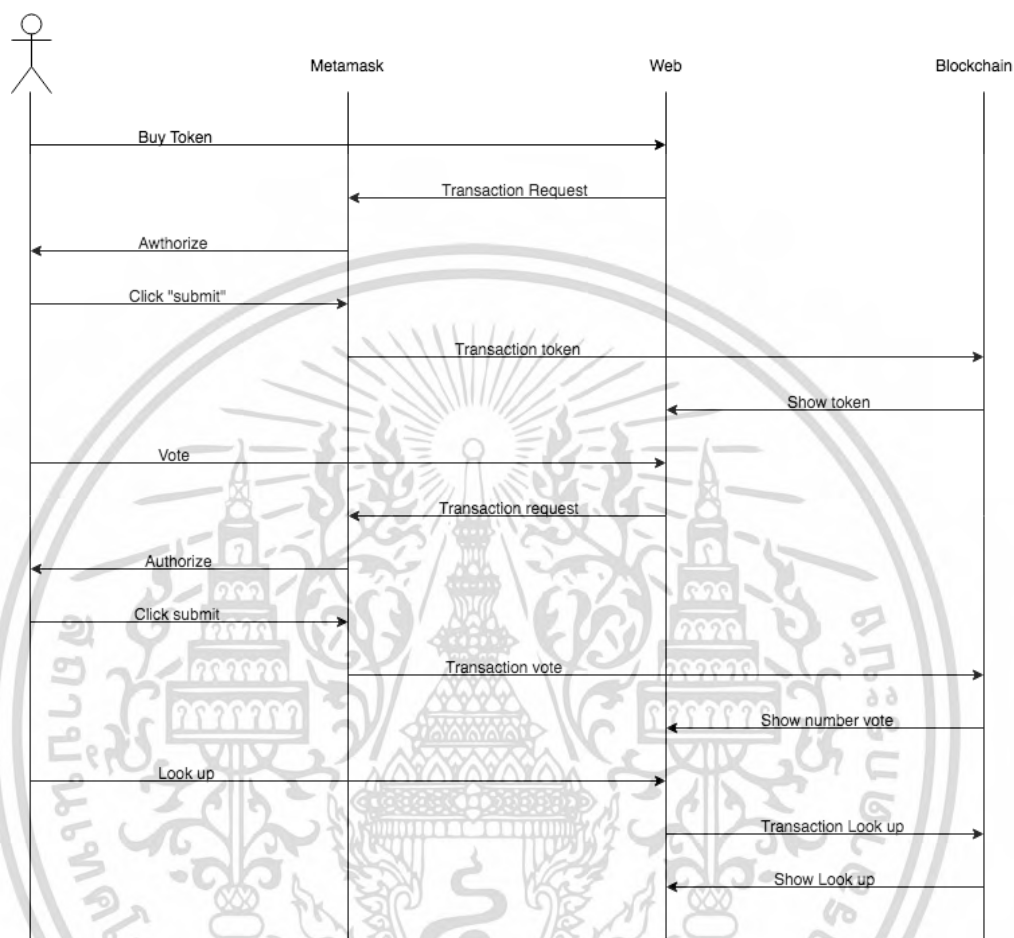 Metamask
Web
Blockchain
Buy Token
Transaction Request
Awthorize
Click "submit"
Transaction token
Show token
Vote
Transaction request
Authorize
Click submit
Transaction vote
Show number vote
Look up
Transaction Look up
Show Look up